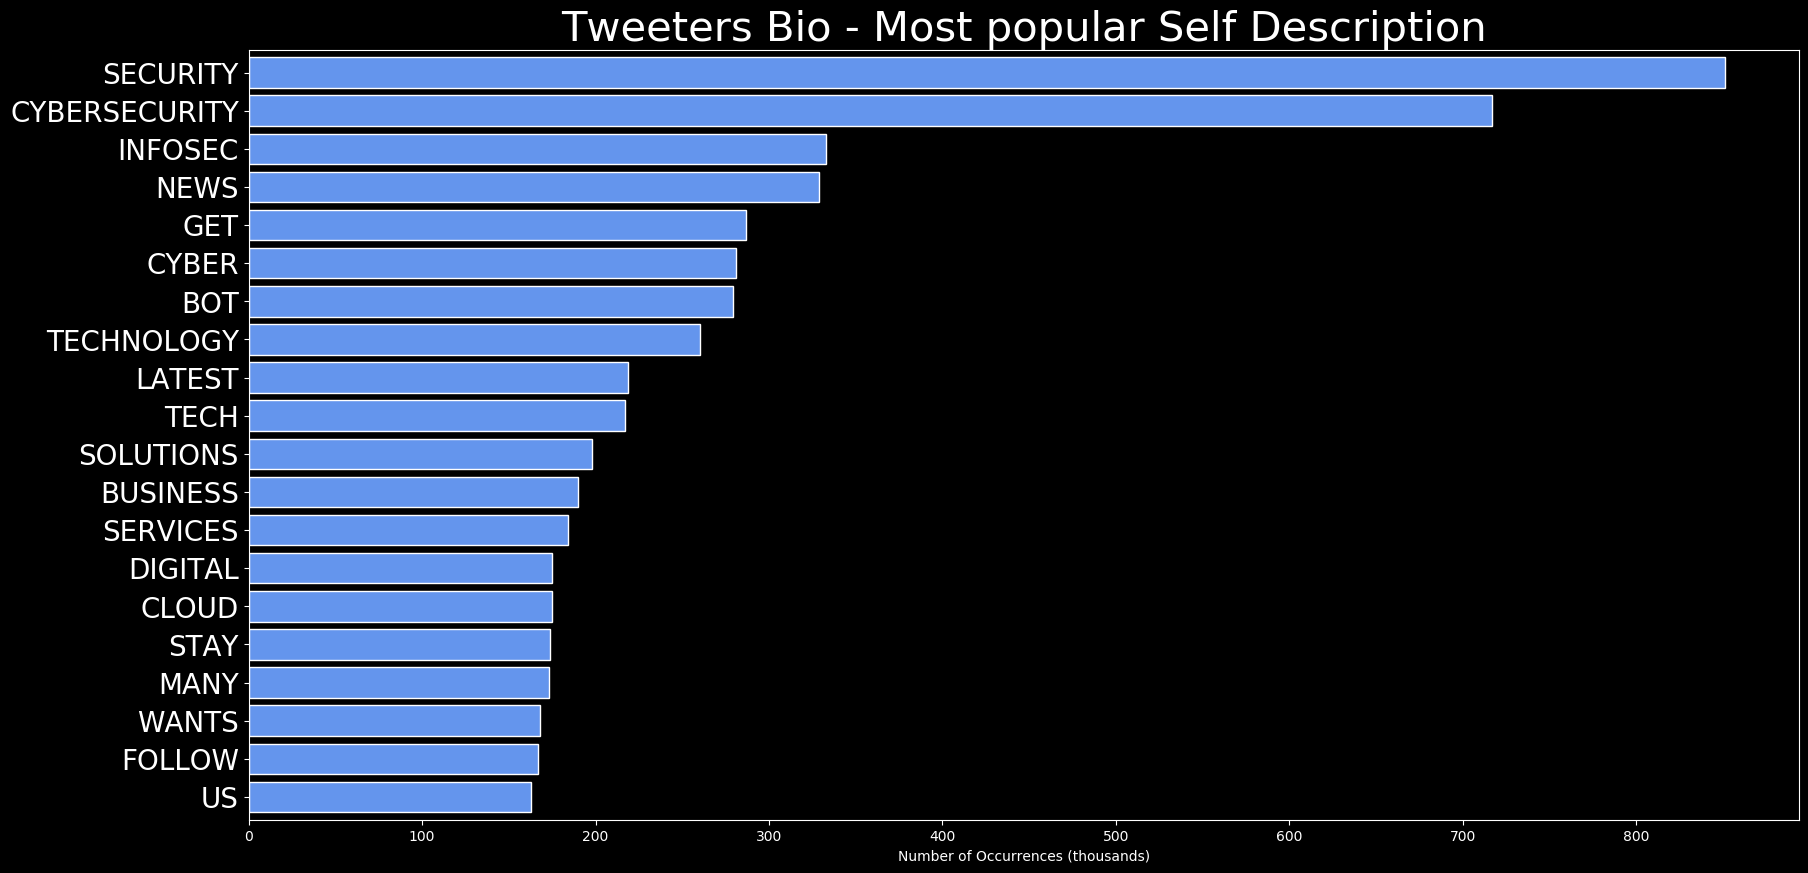 Tweeters Bio - Most popular Self Description
SECURITY
CYBERSECURITY
INFOSEC
NEWS
GET
CYBER
BOT
TECHNOLOGY
LATEST
TECH
SOLUTIONS
BUSINESS
SERVICES
DIGITAL
CLOUD
STAY
MANY
WANTS
FOLLOW
US
0 100 200 300 400 500 600 700 800
Number of Occurrences (thousands)